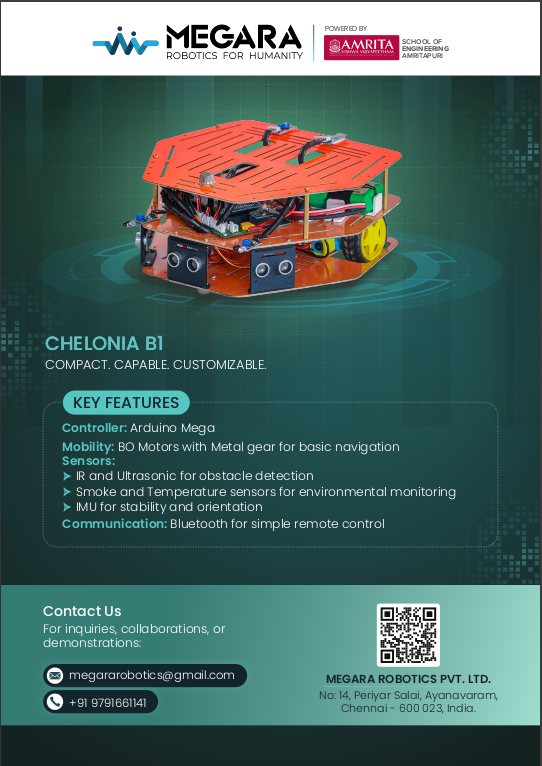 MEGARA
ROBOTICS FOR HUMANITY
POWERED BY
AMRITA
VISHWA VIDYAPEETHAM
SCHOOL OF
ENGINEERING
AMRITAPURI
CHELONIA B1
COMPACT. CAPABLE. CUSTOMIZABLE.
KEY FEATURES
Controller: Arduino Mega
Mobility: BO Motors with Metal gear for basic navigation
Sensors:
➤ IR and Ultrasonic for obstacle detection
➤ Smoke and Temperature sensors for environmental monitoring
➤ IMU for stability and orientation
Communication: Bluetooth for simple remote control
Contact Us
For inquiries, collaborations, or
demonstrations:
megararobotics@gmail.com
+91 9791661141
MEGARA ROBOTICS PVT. LTD.
No: 14, Periyar Salai, Ayanavaram,
Chennai - 600 023, India.